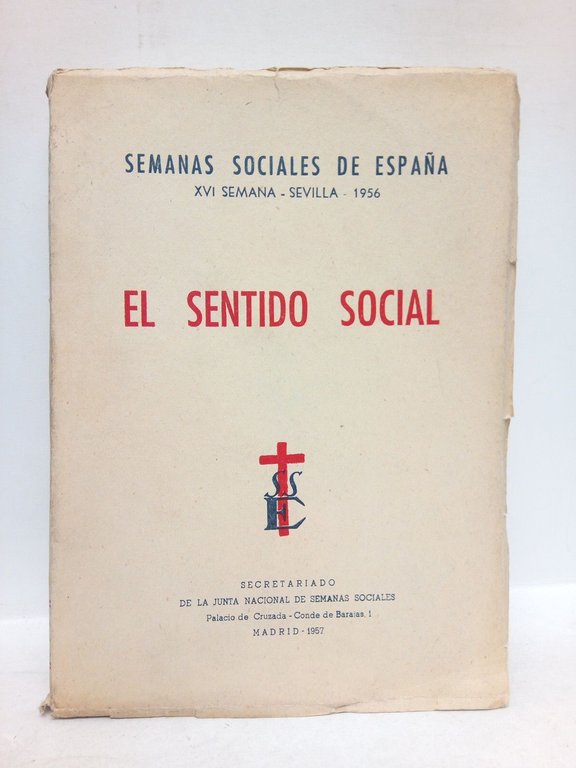 SEMANAS SOCIALES DE ESPAÑA
XVI SEMANA - SEVILLA - 1956
EL SENTIDO SOCIAL
SS
E
SECRETARIADO
DE LA JUNTA NACIONAL DE SEMANAS SOCIALES
Palacio de Cruzada - Conde de Barajas, 1
MADRID - 1957